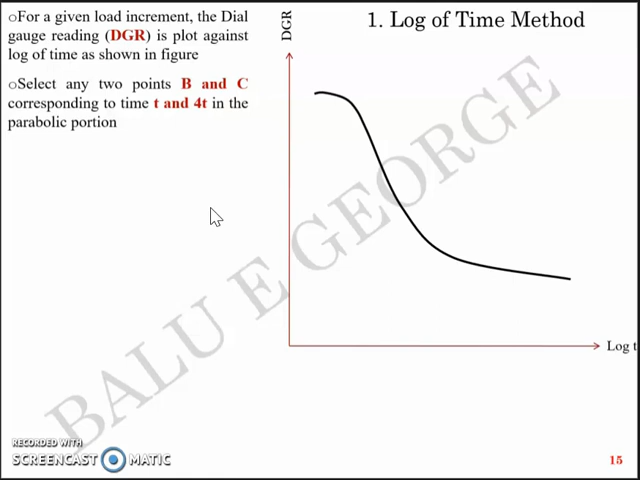 1. Log of Time Method
○For a given load increment, the Dial
gauge reading (DGR) is plot against
log of time as shown in figure
○Select any two points B and C
corresponding to time t and 4t in the
parabolic portion
DGR
Log t
BALU E GEORGE
RECORDED WITH
SCREENCAST MATIC
15